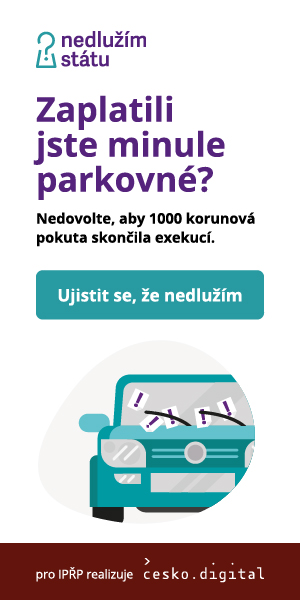 nedlužím
státu
Zaplatili
jste minule
parkovné?
Nedovolte, aby 1000 korunová
pokuta skončila exekucí.
Ujistit se, že nedlužím
! ! ! ! !
pro IPŘP realizuje česko.digital